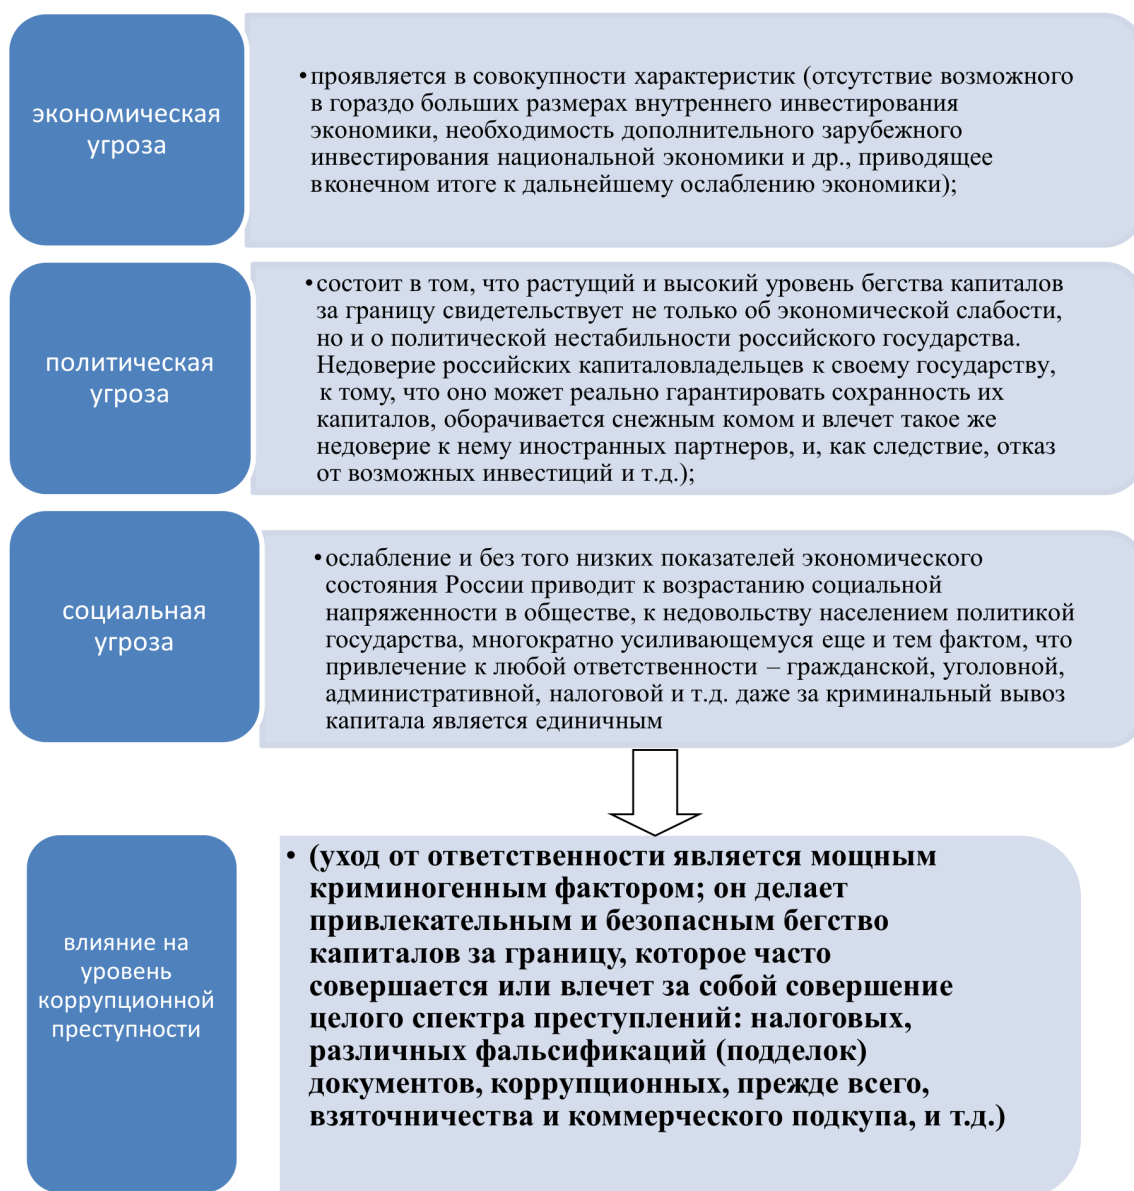 экономическая
угроза
•проявляется в совокупности характеристик (отсутствие возможного
в гораздо больших размерах внутреннего инвестирования
экономики, необходимость дополнительного зарубежного
инвестирования национальной экономики и др., приводящее
вконечном итоге к дальнейшему ослаблению экономики);
политическая
угроза
•состоит в том, что растущий и высокий уровень бегства капиталов
за границу свидетельствует не только об экономической слабости,
но и о политической нестабильности российского государства.
Недоверие российских капиталовладельцев к своему государству,
к тому, что оно может реально гарантировать сохранность их
капиталов, оборачивается снежным комом и влечет такое же
недоверие к нему иностранных партнеров, и, как следствие, отказ
от возможных инвестиций и т.д.);
социальная
угроза
•ослабление и без того низких показателей экономического
состояния России приводит к возрастанию социальной
напряженности в обществе, к недовольству населением политикой
государства, многократно усиливающемуся еще и тем фактом, что
привлечение к любой ответственности – гражданской, уголовной,
административной, налоговой и т.д. даже за криминальный вывоз
капитала является единичным
влияние на
уровень
коррупционной
преступности
• (уход от ответственности является мощным
криминогенным фактором; он делает
привлекательным и безопасным бегство
капиталов за границу, которое часто
совершается или влечет за собой совершение
целого спектра преступлений: налоговых,
различных фальсификаций (подделок)
документов, коррупционных, прежде всего,
взяточничества и коммерческого подкупа, и т.д.)